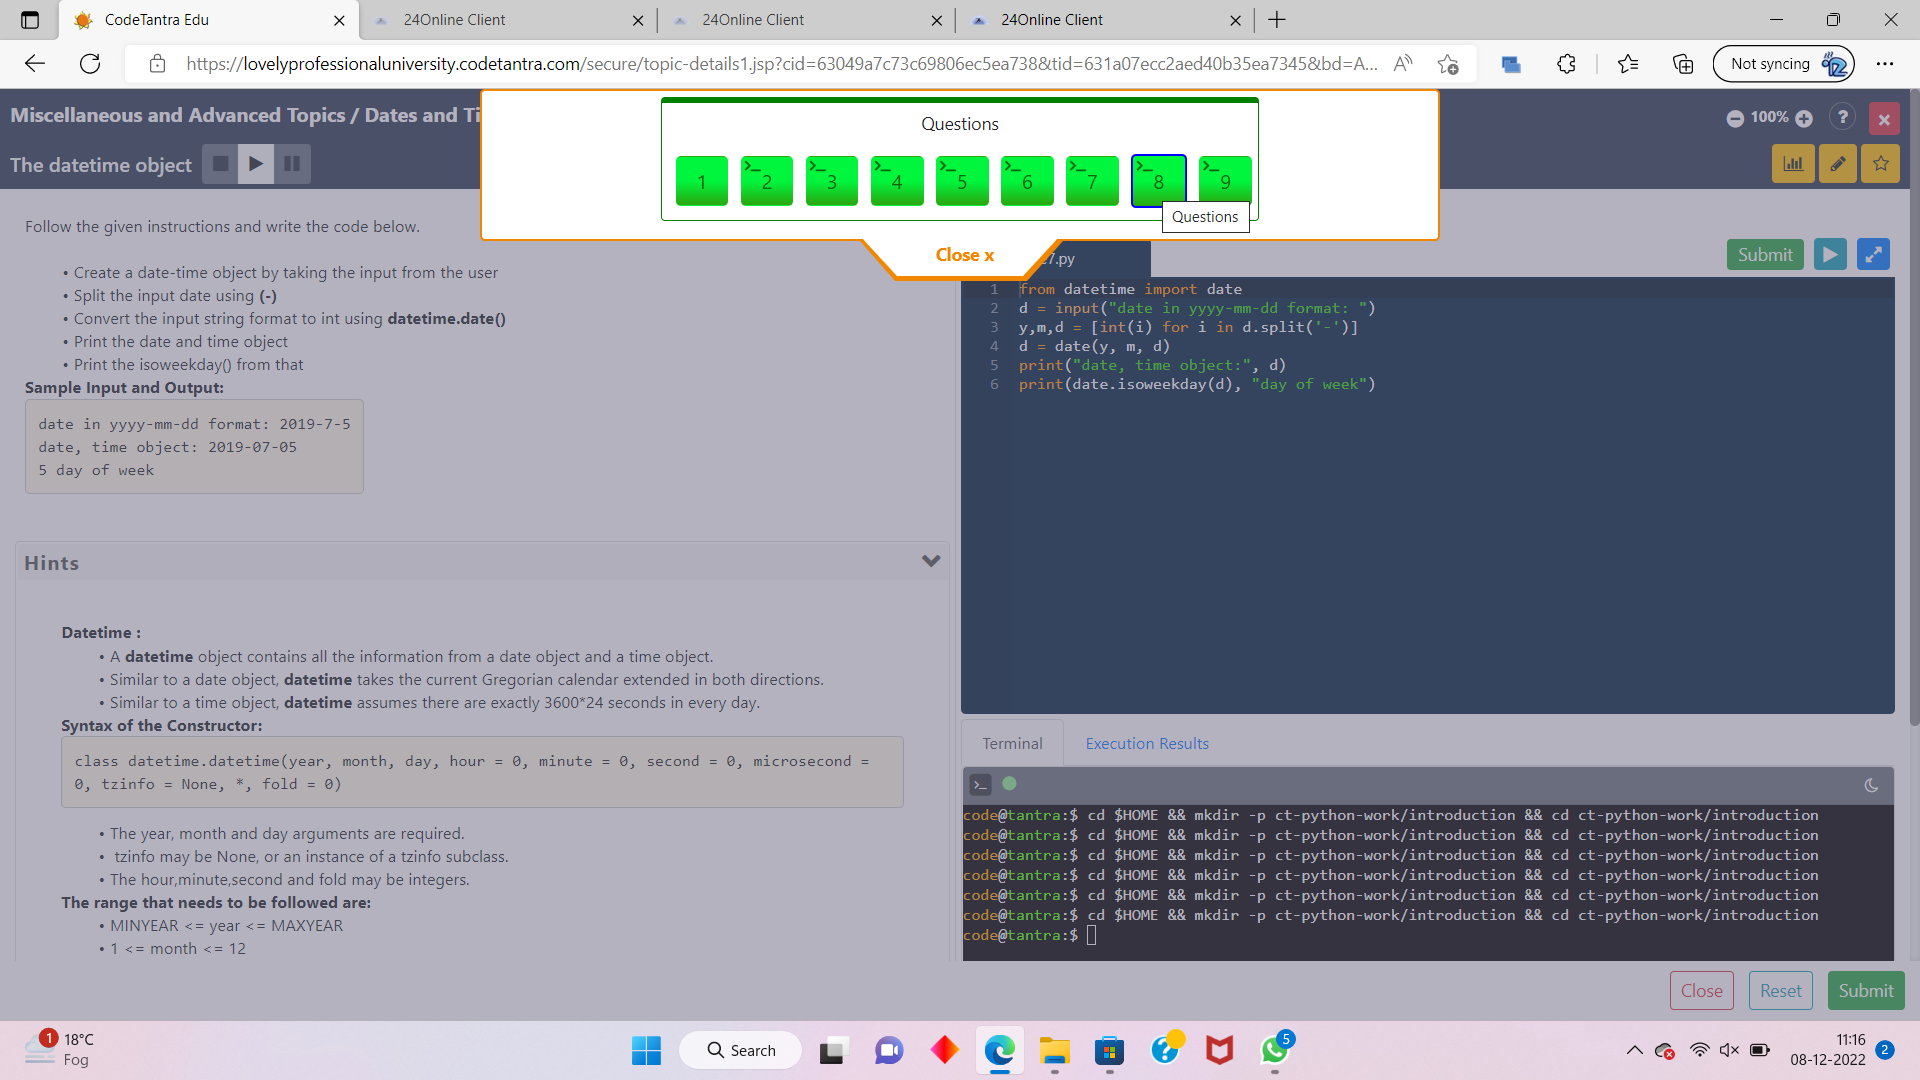 CodeTantra Edu
24Online Client
24Online Client
24Online Client
https://lovelyprofessionaluniversity.codetantra.com/secure/topic-details1.jsp?cid=63049a7c73c69806ec5ea738&tid=631a07ecc2aed40b35ea7345&bd=A...
Not syncing
Miscellaneous and Advanced Topics / Dates and Ti
Questions
100%
?
The datetime object
1
2
3
4
5
6
7
8
9
Questions
Close x
Follow the given instructions and write the code below.
• Create a date-time object by taking the input from the user
• Split the input date using (-)
• Convert the input string format to int using datetime.date()
• Print the date and time object
• Print the isoweekday() from that
Sample Input and Output:
date in yyyy-mm-dd format: 2019-7-5
date, time object: 2019-07-05
5 day of week
Hints
Datetime :
• A datetime object contains all the information from a date object and a time object.
• Similar to a date object, datetime takes the current Gregorian calendar extended in both directions.
• Similar to a time object, datetime assumes there are exactly 3600*24 seconds in every day.
Syntax of the Constructor:
class datetime.datetime(year, month, day, hour = 0, minute = 0, second = 0, microsecond =
0, tzinfo = None, *, fold = 0)
• The year, month and day arguments are required.
• tzinfo may be None, or an instance of a tzinfo subclass.
• The hour,minute,second and fold may be integers.
The range that needs to be followed are:
• MINYEAR <= year <= MAXYEAR
• 1 <= month <= 12
7.py
Submit
1 from datetime import date
2 d = input("date in yyyy-mm-dd format: ")
3 y,m,d = [int(i) for i in d.split('-')]
4 d = date(y, m, d)
5 print("date, time object:", d)
6 print(date.isoweekday(d), "day of week")
Terminal
Execution Results
code@tantra:$ cd $HOME && mkdir -p ct-python-work/introduction && cd ct-python-work/introduction
code@tantra:$ cd $HOME && mkdir -p ct-python-work/introduction && cd ct-python-work/introduction
code@tantra:$ cd $HOME && mkdir -p ct-python-work/introduction && cd ct-python-work/introduction
code@tantra:$ cd $HOME && mkdir -p ct-python-work/introduction && cd ct-python-work/introduction
code@tantra:$ cd $HOME && mkdir -p ct-python-work/introduction && cd ct-python-work/introduction
code@tantra:$ cd $HOME && mkdir -p ct-python-work/introduction && cd ct-python-work/introduction
code@tantra:$
Close
Reset
Submit
1
18°C
Fog
Search
5
11:16
08-12-2022
2